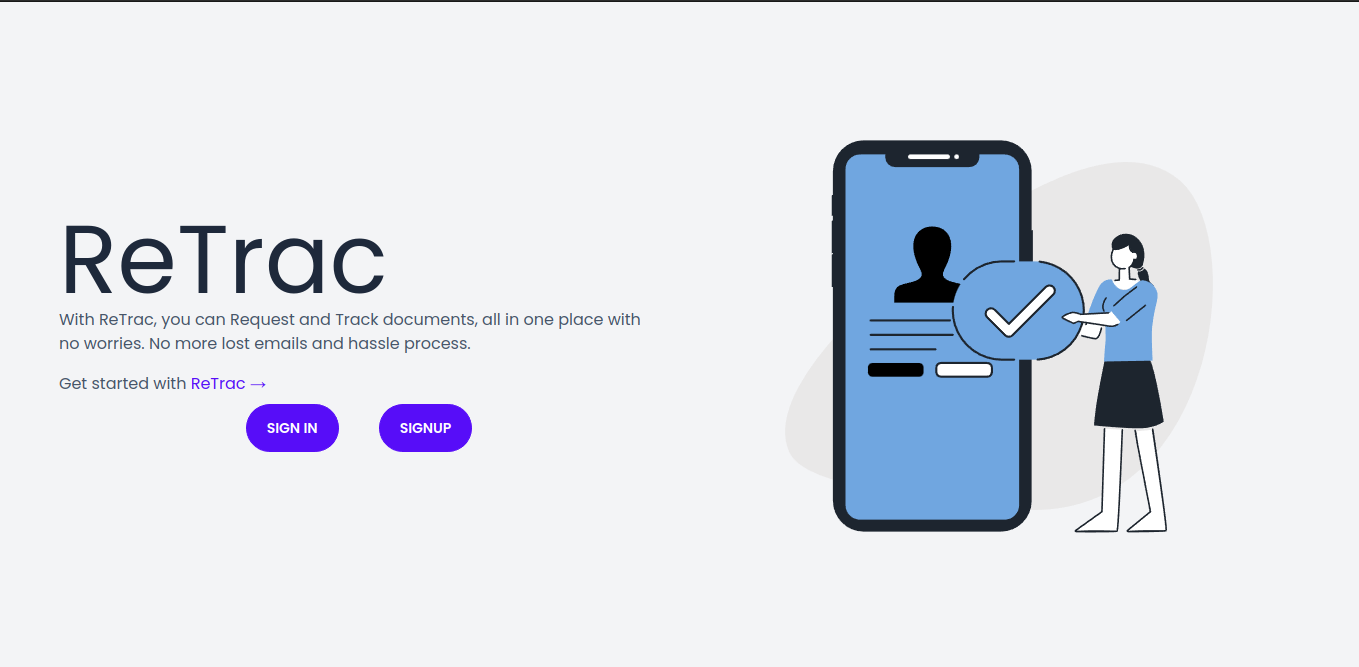 ReTrac
With ReTrac, you can Request and Track documents, all in one place with
no worries. No more lost emails and hassle process.
Get started with ReTrac →
SIGN IN
SIGNUP